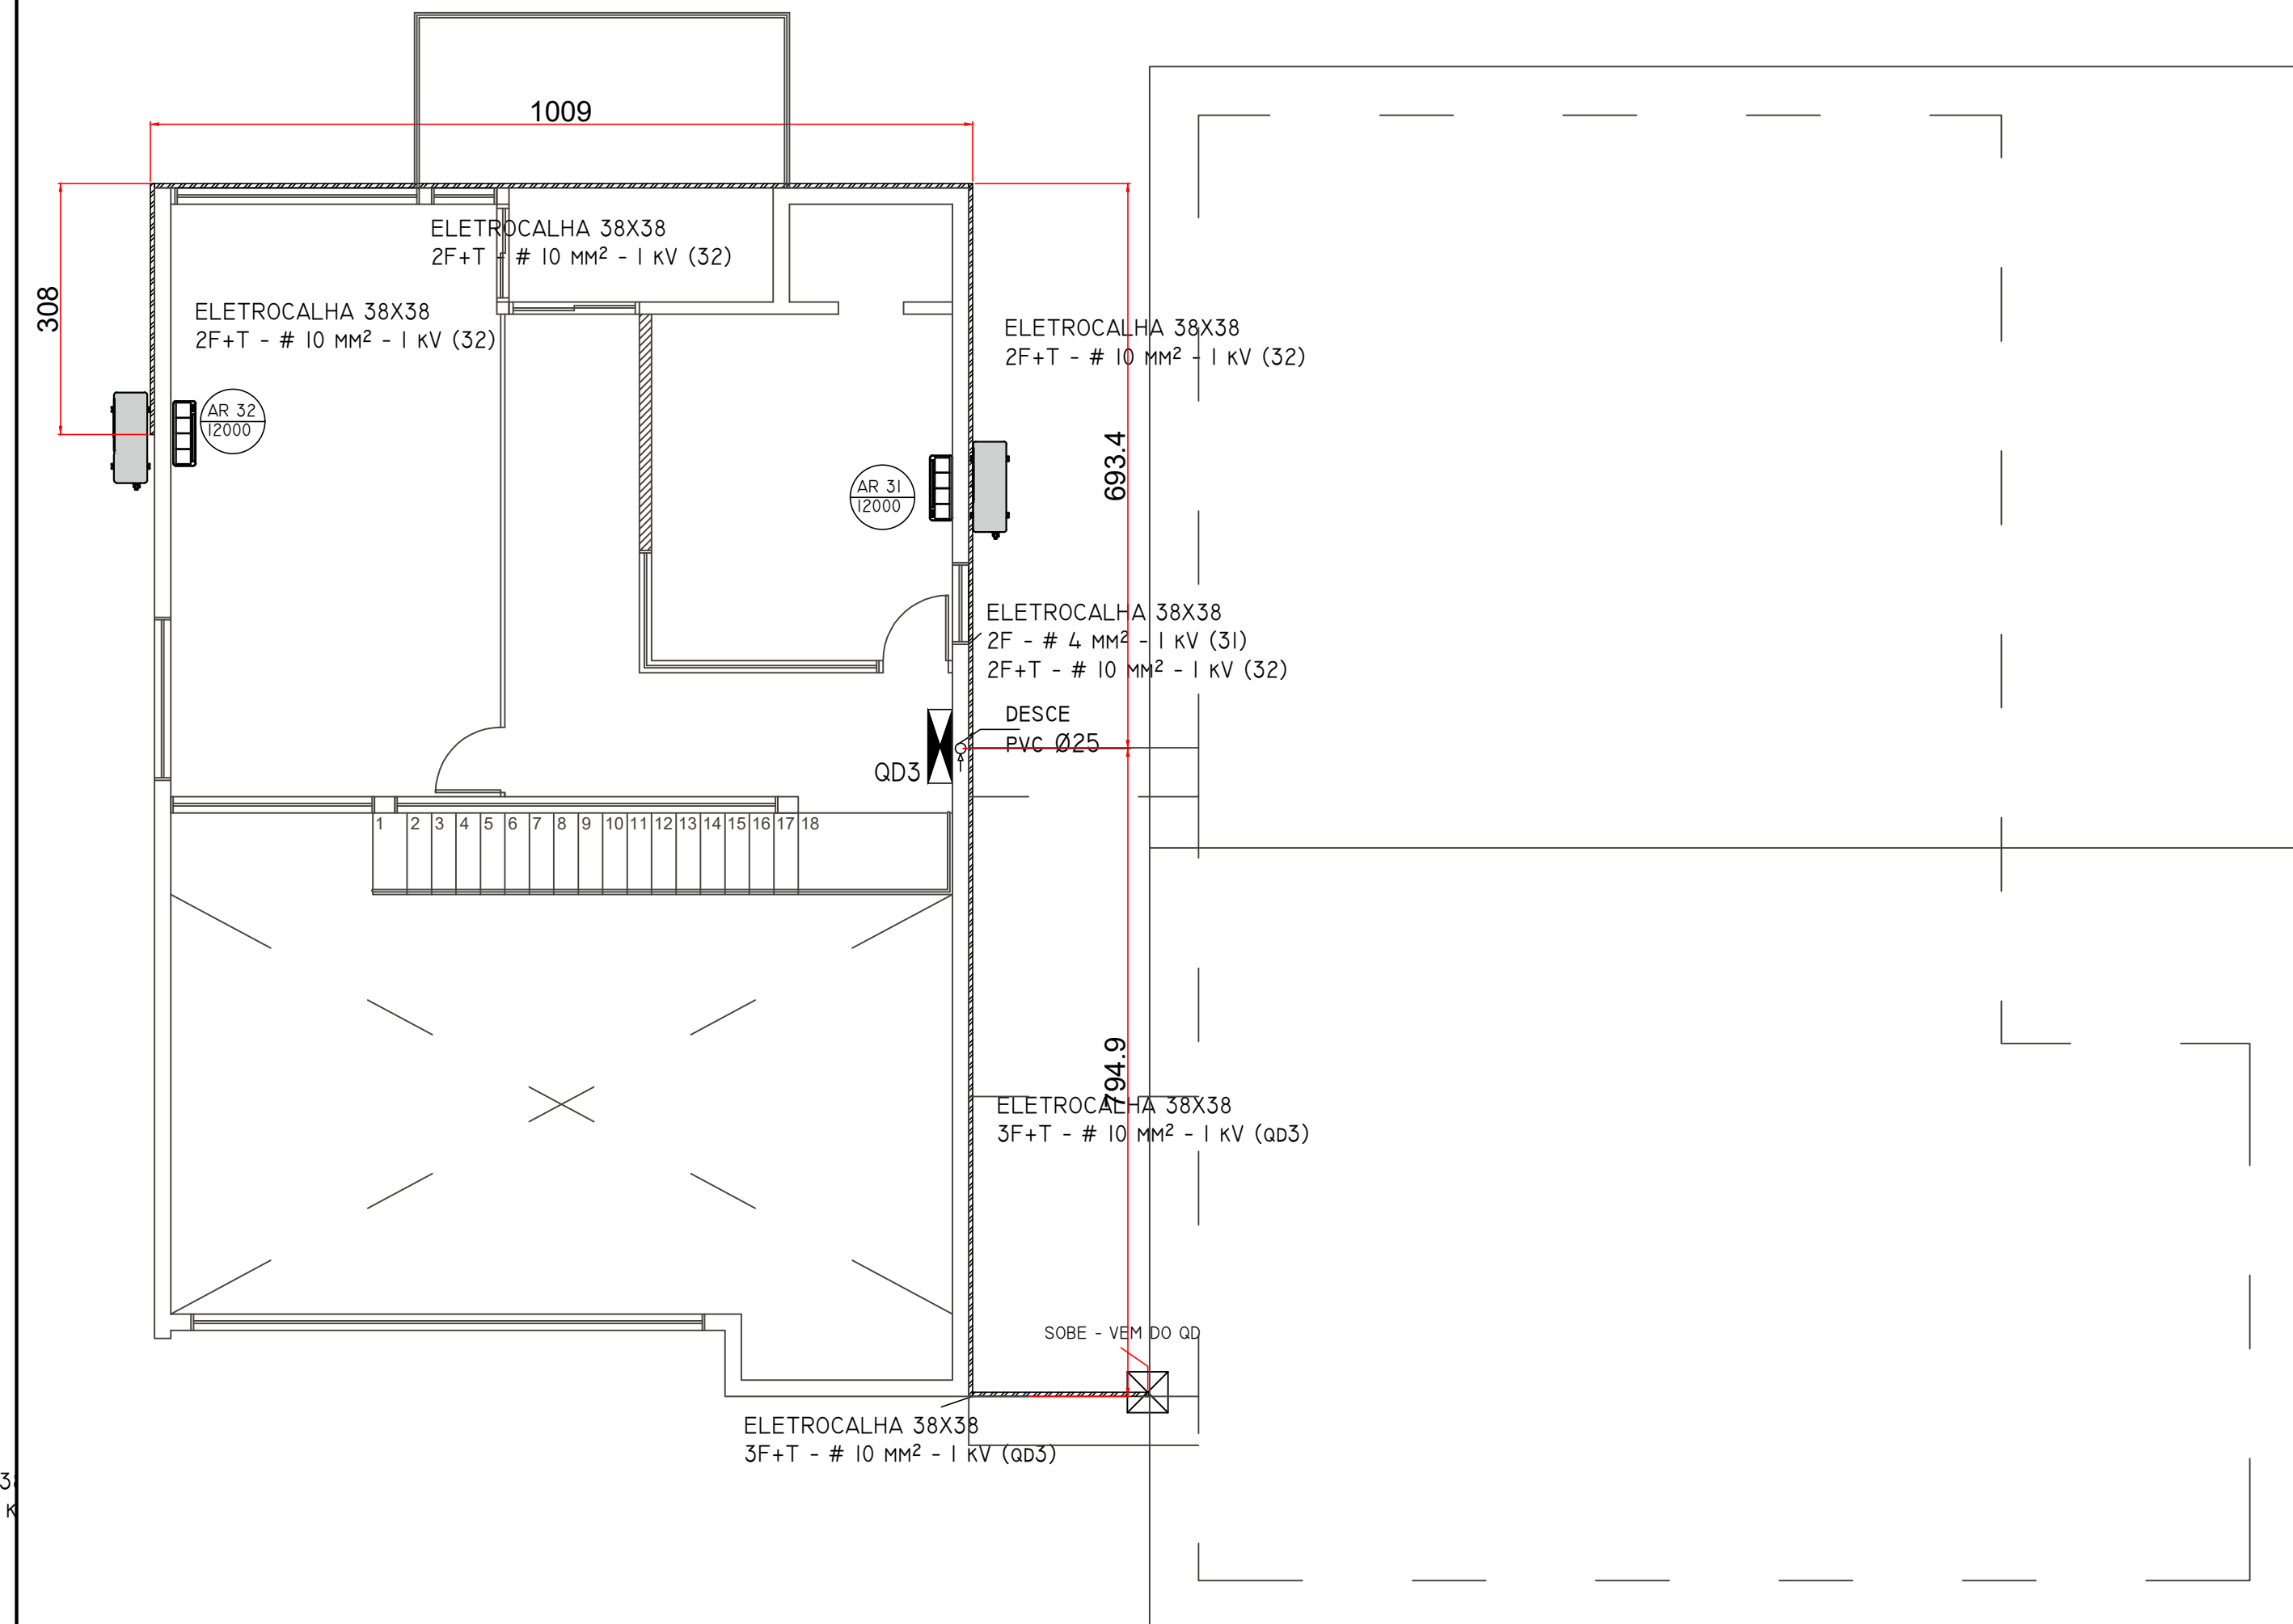 1009
ELETROCALHA 38X38
2F+T - # 10 MM² - 1 KV (32)
308
ELETROCALHA 38X38
2F+T - # 10 MM² - 1 KV (32)
ELETROCALHA 38X38
2F+T - # 10 MM² - 1 KV (32)
AR 32
12000
693.4
AR 31
12000
ELETROCALHA 38X38
2F - # 4 MM² - 1 KV (31)
2F+T - # 10 MM² - 1 KV (32)
DESCE
PVC Ø25
QD3
1 2 3 4 5 6 7 8 9 10 11 12 13 14 15 16 17 18
794.9
ELETROCALHA 38X38
3F+T - # 10 MM² - 1 KV (QD3)
SOBE - VEM DO QD
ELETROCALHA 38X38
3F+T - # 10 MM² - 1 KV (QD3)
K